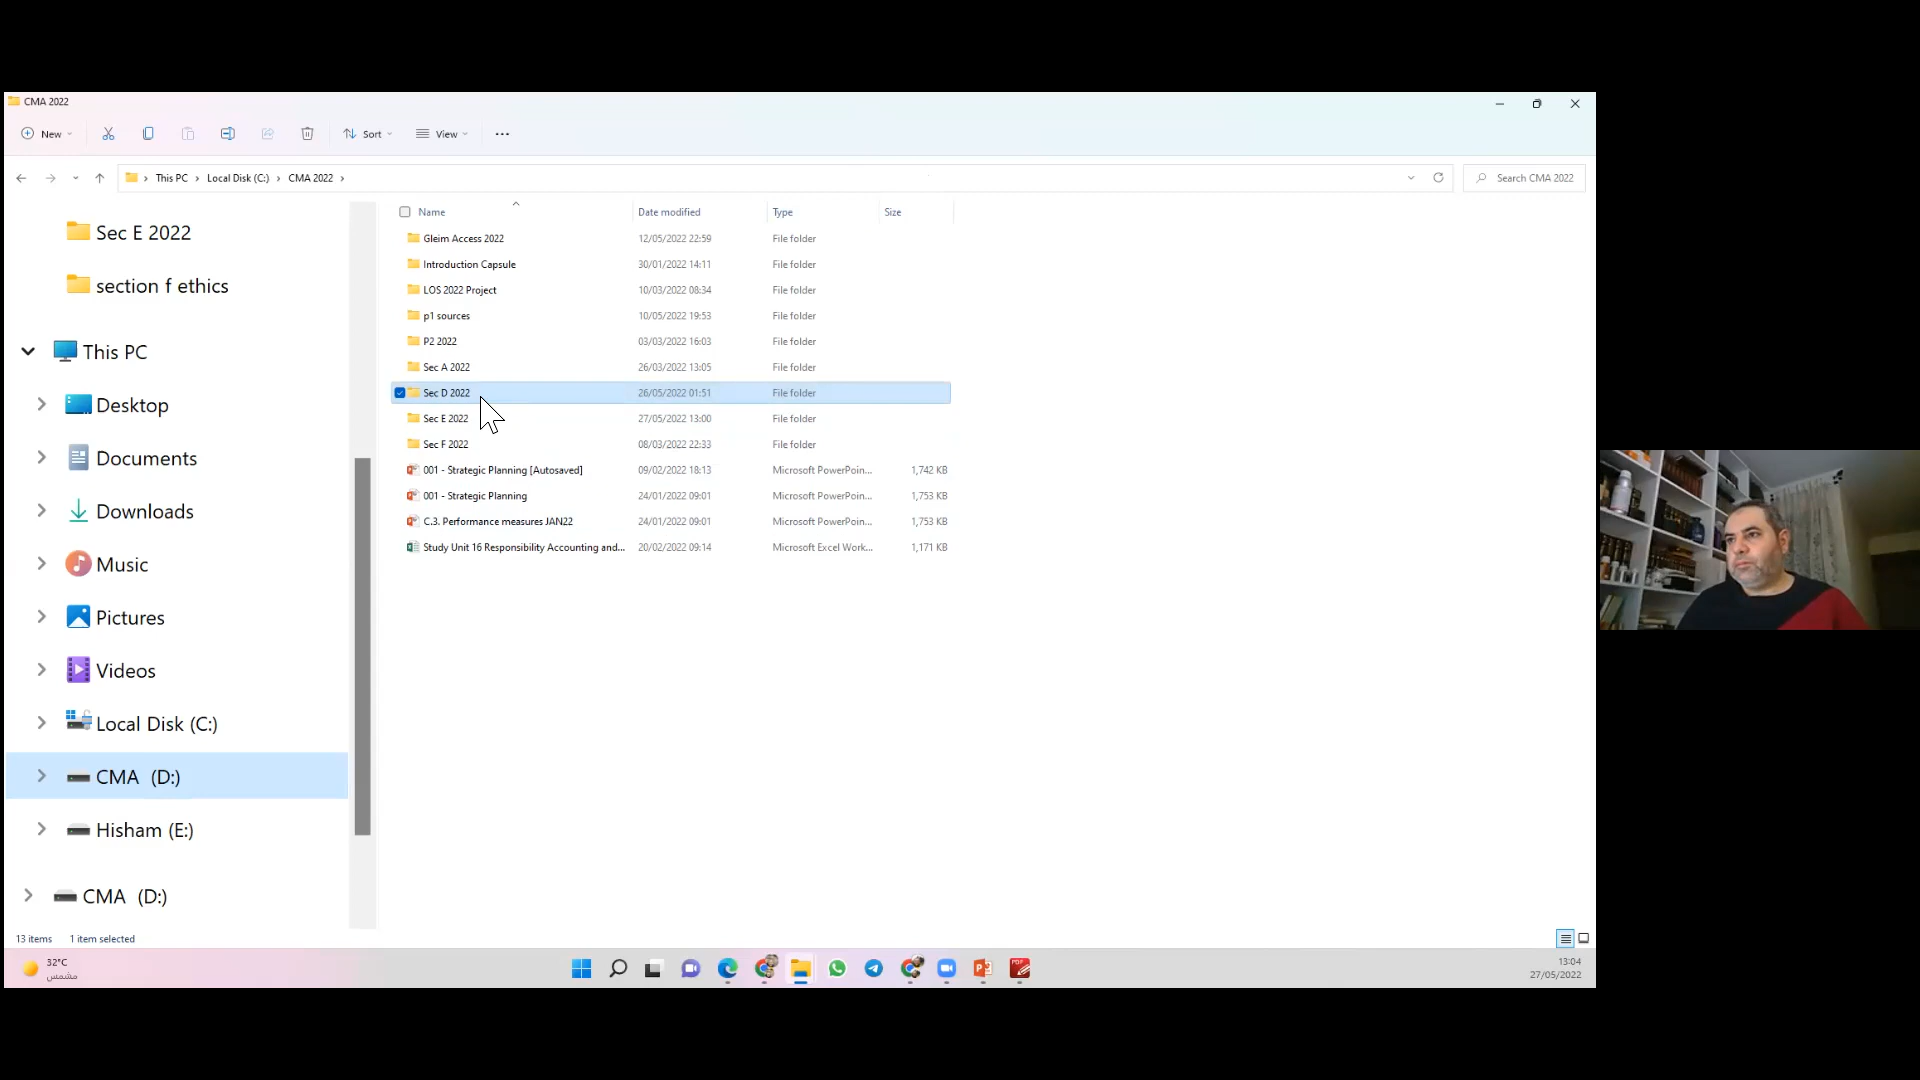 CMA 2022
New
Sort
View
This PC > Local Disk (C:) > CMA 2022 >
Search CMA 2022
Sec E 2022
section f ethics
This PC
Desktop
Documents
Downloads
Music
Pictures
Videos
Local Disk (C:)
CMA (D:)
Hisham (E:)
CMA (D:)
Name Date modified Type Size
Gleim Access 2022 12/05/2022 22:59 File folder
Introduction Capsule 30/01/2022 14:11 File folder
LOS 2022 Project 10/03/2022 08:34 File folder
p1 sources 10/05/2022 19:53 File folder
P2 2022 03/03/2022 16:03 File folder
Sec A 2022 26/03/2022 13:05 File folder
Sec D 2022 26/05/2022 01:51 File folder
Sec E 2022 27/05/2022 13:00 File folder
Sec F 2022 08/03/2022 22:33 File folder
001 - Strategic Planning [Autosaved] 09/02/2022 18:13 Microsoft PowerPoin... 1,742 KB
001 - Strategic Planning 24/01/2022 09:01 Microsoft PowerPoin... 1,753 KB
C.3. Performance measures JAN22 24/01/2022 09:01 Microsoft PowerPoin... 1,753 KB
Study Unit 16 Responsibility Accounting and... 20/02/2022 09:14 Microsoft Excel Work... 1,171 KB
13 items 1 item selected
32°C
مشمس
13:04
27/05/2022